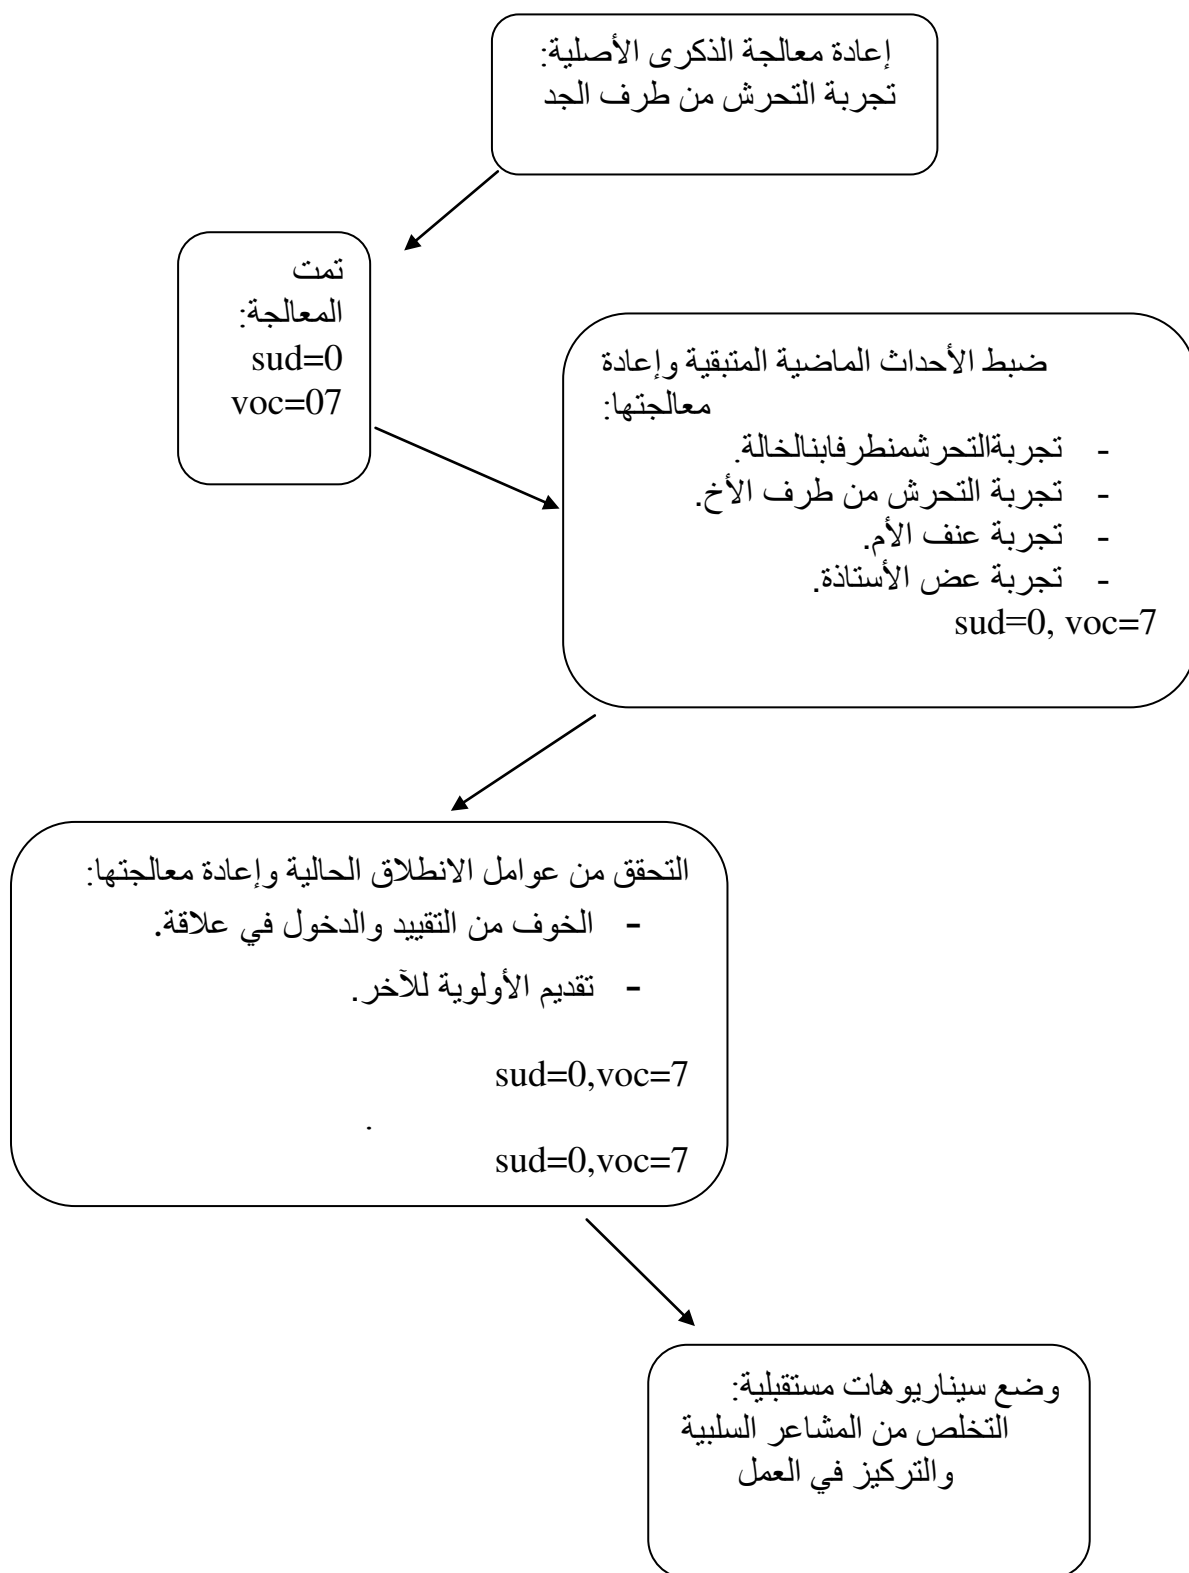 إعادة معالجة الذكرى الأصلية:
تجربة التحرش من طرف الجد
تمت
المعالجة:
sud=0
voc=07
ضبط الأحداث الماضية المتبقية وإعادة
معالجتها:
- تجربةالتحرشمنطرفابنالخالة.
- تجربة التحرش من طرف الأخ.
- تجربة عنف الأم.
- تجربة عض الأستاذة.
sud=0, voc=7
التحقق من عوامل الانطلاق الحالية وإعادة معالجتها:
- الخوف من التقييد والدخول في علاقة.
- تقديم الأولوية للآخر.
sud=0,voc=7
.
sud=0,voc=7
وضع سيناريوهات مستقبلية:
التخلص من المشاعر السلبية
والتركيز في العمل